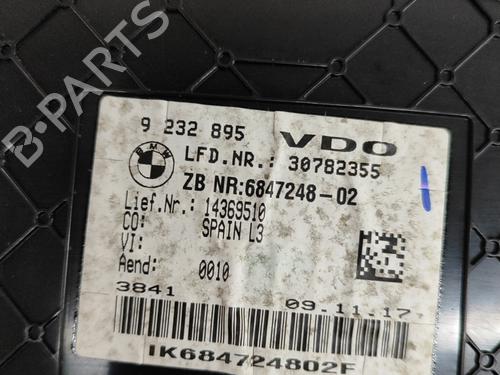 B-PARTS
9 232 895 VDO
BMW
LFD.NR.: 30782355
ZB NR:6847248-02
Lief.Nr.: 14369510
CO: SPAIN L3
VI:
Aend: 0010
3841 09.11.17
IK684724802F